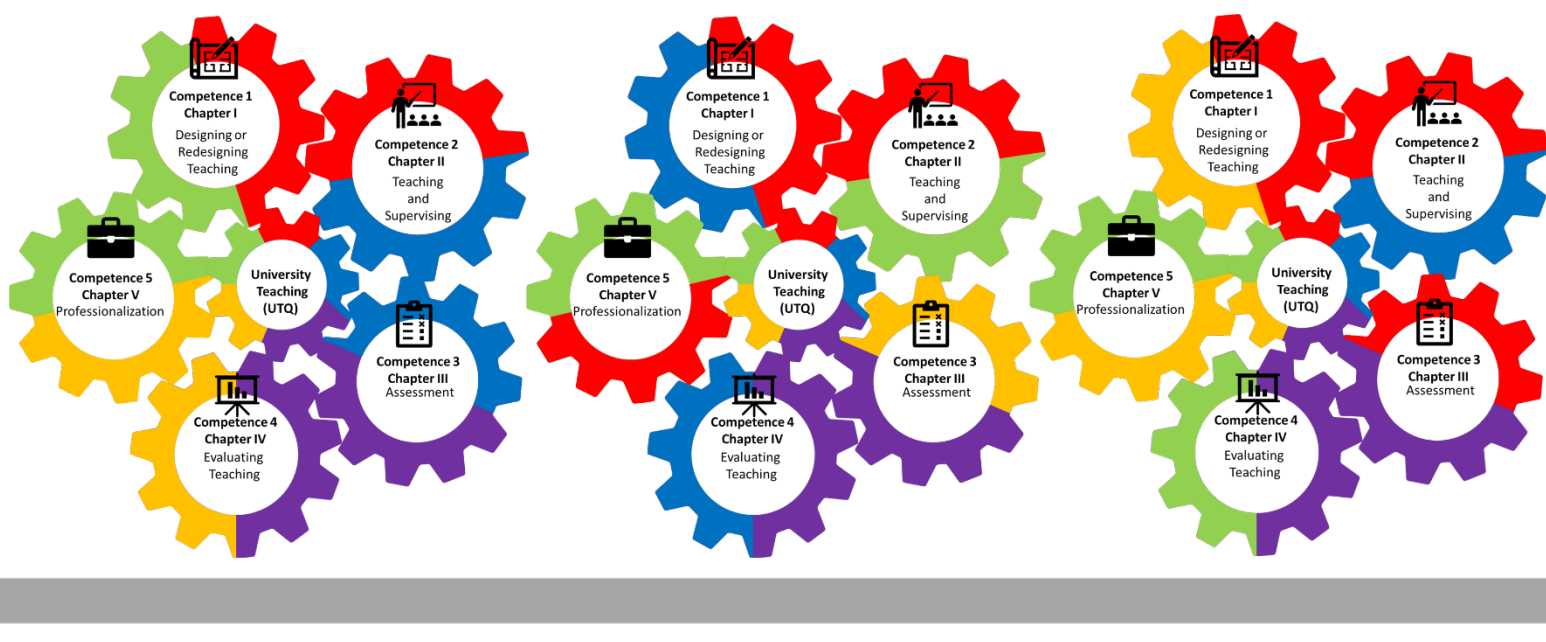 Competence 1
Chapter I
Designing or
Redesigning
Teaching
Competence 2
Chapter II
Teaching
and
Supervising
Competence 5
Chapter V
Professionalization
University
Teaching
(UTQ)
Competence 3
Chapter III
Assessment
Competence 4
Chapter IV
Evaluating
Teaching
Competence 1
Chapter I
Designing or
Redesigning
Teaching
Competence 2
Chapter II
Teaching
and
Supervising
Competence 5
Chapter V
Professionalization
University
Teaching
(UTQ)
Competence 3
Chapter III
Assessment
Competence 4
Chapter IV
Evaluating
Teaching
Competence 1
Chapter I
Designing or
Redesigning
Teaching
Competence 2
Chapter II
Teaching
and
Supervising
Competence 5
Chapter V
Professionalization
University
Teaching
(UTQ)
Competence 3
Chapter III
Assessment
Competence 4
Chapter IV
Evaluating
Teaching